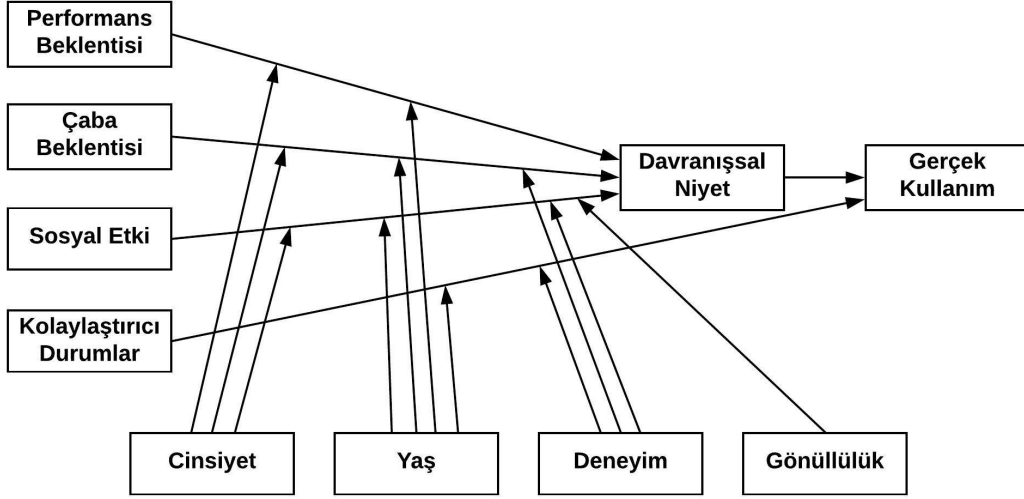 Performans
Beklentisi
Çaba
Beklentisi
Sosyal Etki
Kolaylaştırıcı
Durumlar
Davranışsal
Niyet
Gerçek
Kullanım
Cinsiyet
Yaş
Deneyim
Gönüllülük